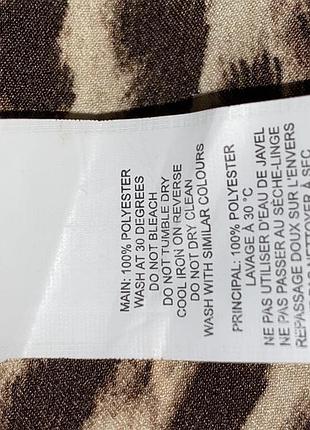 MAIN: 100% POLYESTER
WASH AT 30 DEGREES
DO NOT BLEACH
DO NOT TUMBLE DRY
COOL IRON ON REVERSE
DO NOT DRY CLEAN
WASH WITH SIMILAR COLOURS
PRINCIPAL: 100% POLYESTER
LAVAGE À 30 °C
NE PAS UTILISER D'EAU DE JAVEL
NE PAS PASSER AU SÈCHE-LINGE
REPASSAGE DOUX SUR L'ENVERS
NETTOYER À SEC